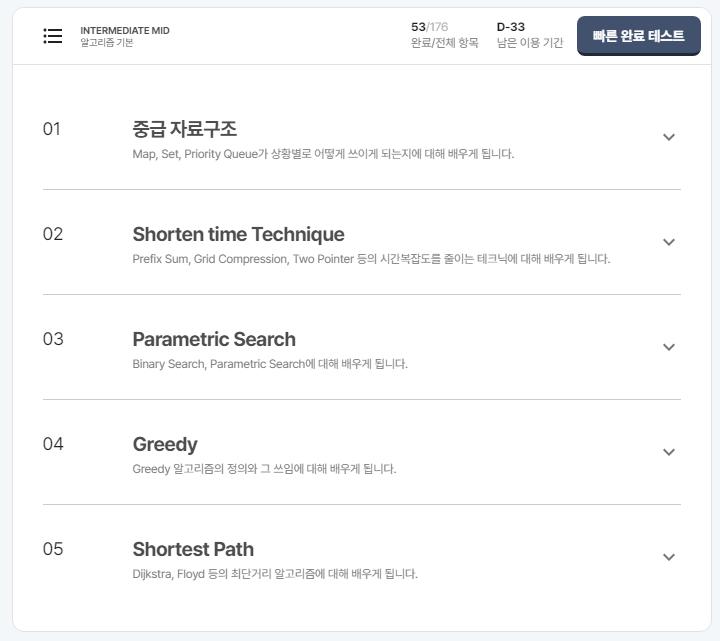 INTERMEDIATE MID
알고리즘 기본
53/176
완료/전체 항목
D-33
남은 이용 기간
빠른 완료 테스트
01
중급 자료구조
Map, Set, Priority Queue가 상황별로 어떻게 쓰이게 되는지에 대해 배우게 됩니다.
02
Shorten time Technique
Prefix Sum, Grid Compression, Two Pointer 등의 시간복잡도를 줄이는 테크닉에 대해 배우게 됩니다.
03
Parametric Search
Binary Search, Parametric Search에 대해 배우게 됩니다.
04
Greedy
Greedy 알고리즘의 정의와 그 쓰임에 대해 배우게 됩니다.
05
Shortest Path
Dijkstra, Floyd 등의 최단거리 알고리즘에 대해 배우게 됩니다.